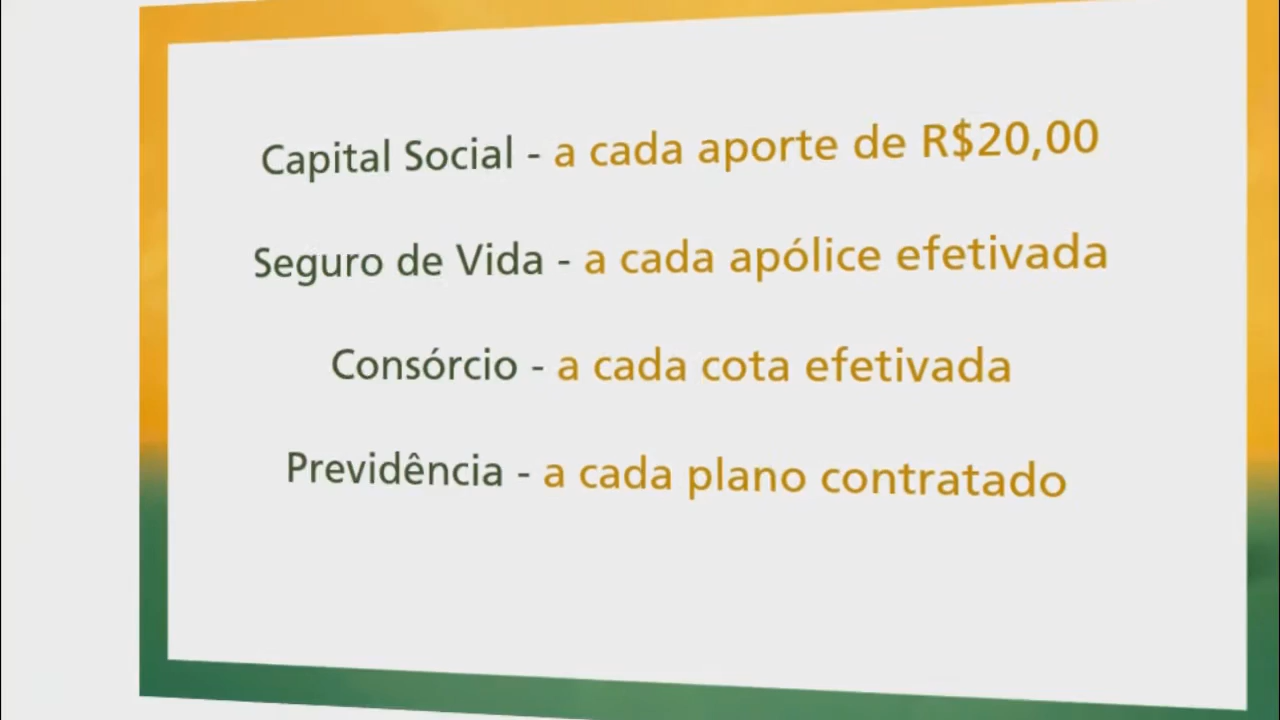 Capital Social - a cada aporte de R$20,00
Seguro de Vida - a cada apólice efetivada
Consórcio - a cada cota efetivada
Previdência - a cada plano contratado